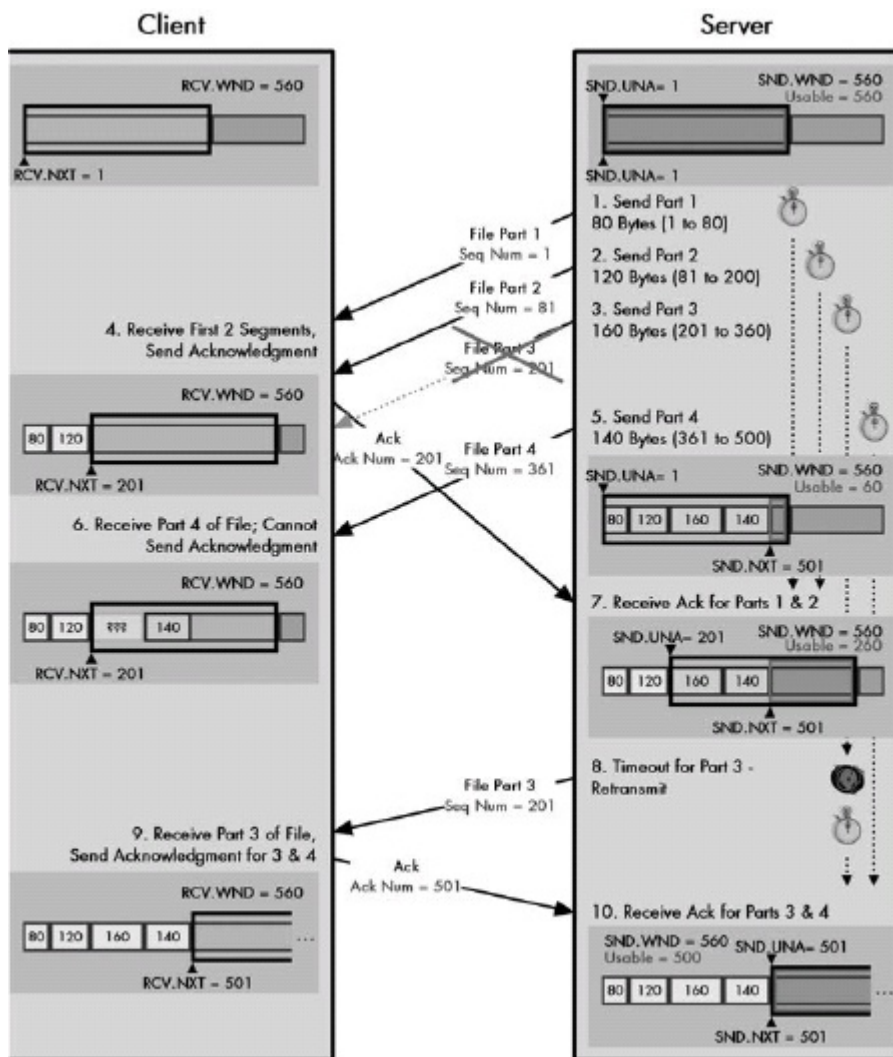 Client
Server
RCV.WND = 560
RCV.NXT = 1
SND.UNA= 1
SND.WND = 560
Usable = 560
SND.UNA= 1
1. Send Part 1
80 Bytes (1 to 80)
File Part 1
Seq Num = 1
2. Send Part 2
120 Bytes (81 to 200)
File Part 2
Seq Num = 81
3. Send Part 3
160 Bytes (201 to 360)
File Part 3
Seq Num = 201
4. Receive First 2 Segments,
Send Acknowledgment
RCV.WND = 560
80 120
RCV.NXT = 201
Ack
Ack Num = 201
5. Send Part 4
140 Bytes (361 to 500)
File Part 4
Seq Num = 361
SND.UNA= 1
SND.WND = 560
Usable = 60
80 120 160 140
SND.NXT = 501
6. Receive Part 4 of File; Cannot
Send Acknowledgment
RCV.WND = 560
80 120 ??? 140
RCV.NXT = 201
7. Receive Ack for Parts 1 & 2
SND.UNA= 201
SND.WND = 560
Usable = 260
80 120 160 140
SND.NXT = 501
8. Timeout for Part 3 -
Retransmit
File Part 3
Seq Num = 201
9. Receive Part 3 of File,
Send Acknowledgment for 3 & 4
RCV.WND = 560
80 120 160 140 ...
RCV.NXT = 501
Ack
Ack Num = 501
10. Receive Ack for Parts 3 & 4
SND.WND = 560
Usable = 500
SND.UNA= 501
80 120 160 140 ...
SND.NXT = 501